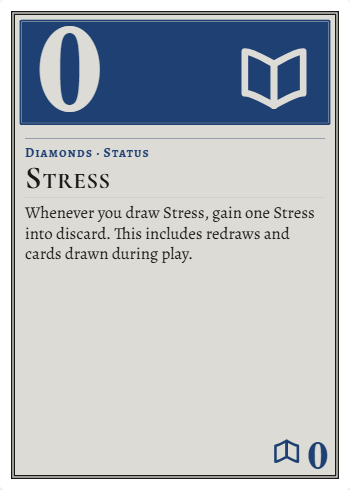 0
Diamonds · Status
Stress
Whenever you draw Stress, gain one Stress
into discard. This includes redraws and
cards drawn during play.
0